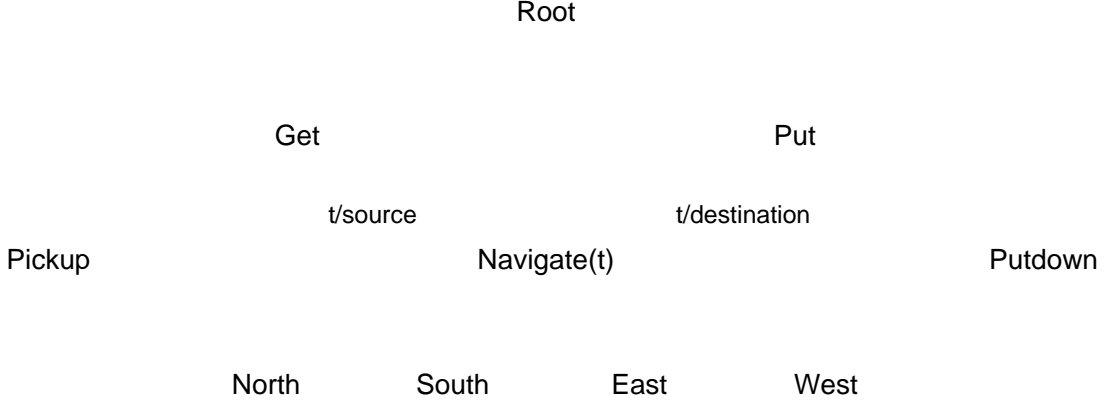 Root
Get Put
t/source t/destination
Pickup Navigate(t) Putdown
North South East West